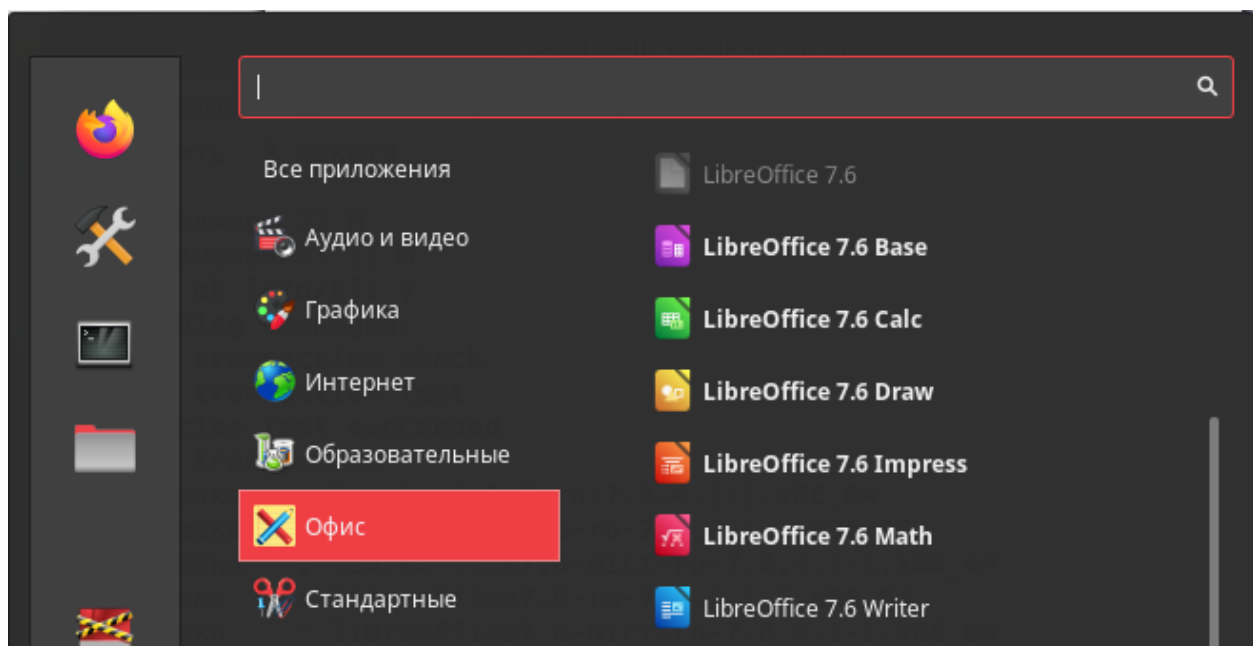 Все приложения
Аудио и видео
Графика
Интернет
Образовательные
Офис
Стандартные
LibreOffice 7.6
LibreOffice 7.6 Base
LibreOffice 7.6 Calc
LibreOffice 7.6 Draw
LibreOffice 7.6 Impress
LibreOffice 7.6 Math
LibreOffice 7.6 Writer